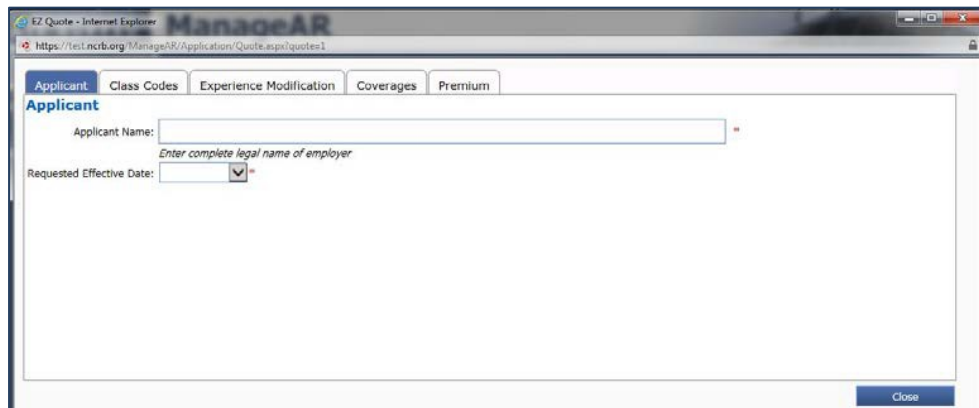 EZ Quote - Internet Explorer
ManageAR
https://test.ncrb.org/ManageAR/Application/Quote.aspx?quote=1
Applicant Class Codes Experience Modification Coverages Premium
Applicant
Applicant Name: *
Enter complete legal name of employer
Requested Effective Date: *
Close